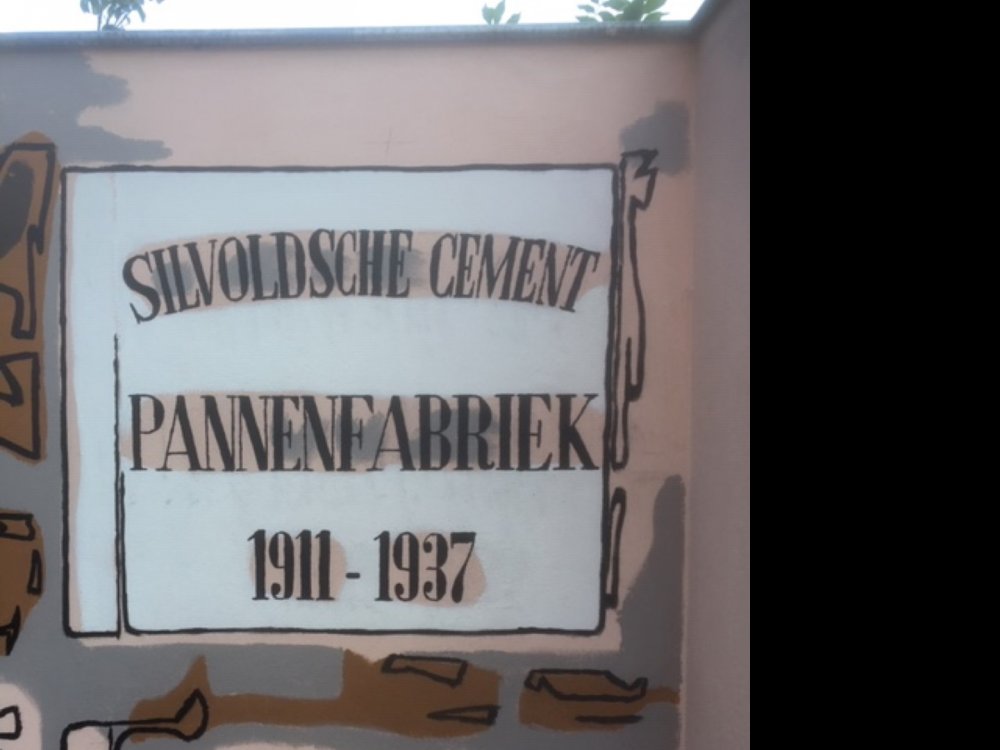 SILVOLDSCHE CEMENT
PANNENFABRIEK
1911 - 1937